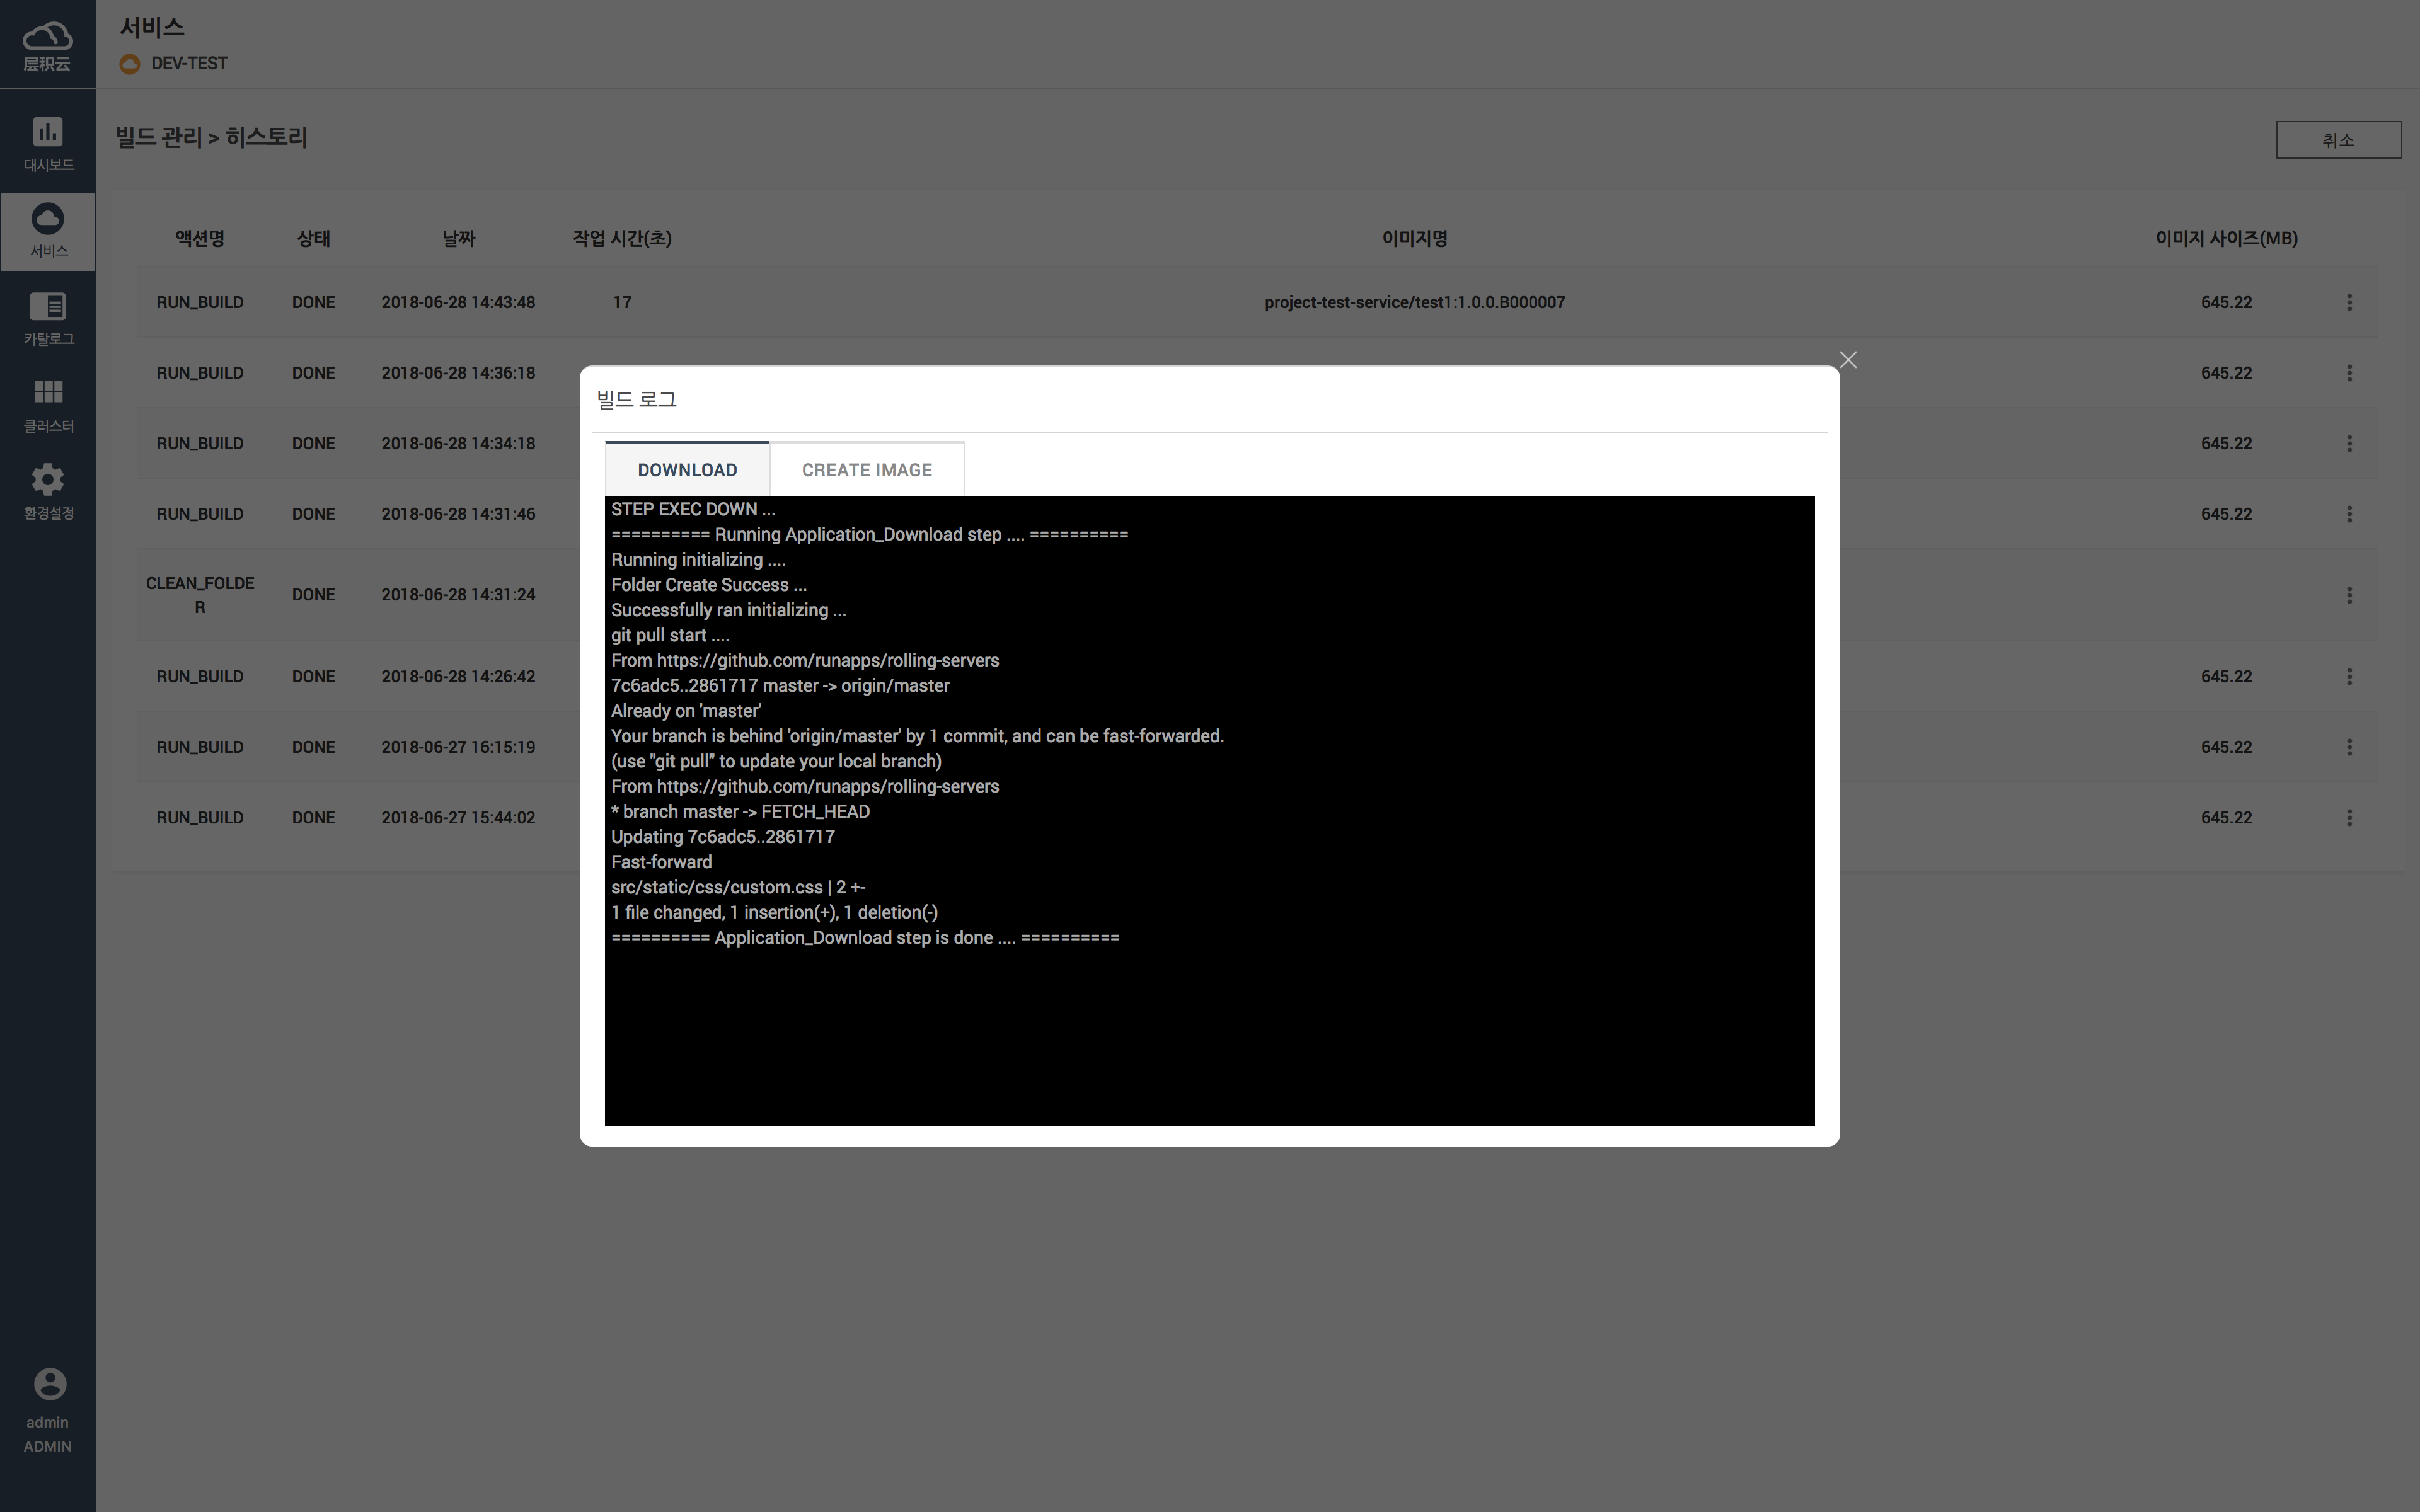 层积云
대시보드
서비스
카탈로그
클러스터
환경설정
admin
ADMIN
서비스
DEV-TEST
빌드 관리 > 히스토리
취소
액션명 상태 날짜 작업 시간(초) 이미지명 이미지 사이즈(MB)
RUN_BUILD DONE 2018-06-28 14:43:48 17 project-test-service/test1:1.0.0.B000007 645.22
RUN_BUILD DONE 2018-06-28 14:36:18 645.22
RUN_BUILD DONE 2018-06-28 14:34:18 645.22
RUN_BUILD DONE 2018-06-28 14:31:46 645.22
CLEAN_FOLDE
R DONE 2018-06-28 14:31:24
RUN_BUILD DONE 2018-06-28 14:26:42 645.22
RUN_BUILD DONE 2018-06-27 16:15:19 645.22
RUN_BUILD DONE 2018-06-27 15:44:02 645.22
빌드 로그
DOWNLOAD CREATE IMAGE
STEP EXEC DOWN ...
========== Running Application_Download step .... ==========
Running initializing ....
Folder Create Success ...
Successfully ran initializing ...
git pull start ....
From https://github.com/runapps/rolling-servers
7c6adc5..2861717 master -> origin/master
Already on 'master'
Your branch is behind 'origin/master' by 1 commit, and can be fast-forwarded.
(use "git pull" to update your local branch)
From https://github.com/runapps/rolling-servers
* branch master -> FETCH_HEAD
Updating 7c6adc5..2861717
Fast-forward
src/static/css/custom.css | 2 +-
1 file changed, 1 insertion(+), 1 deletion(-)
========== Application_Download step is done .... ==========